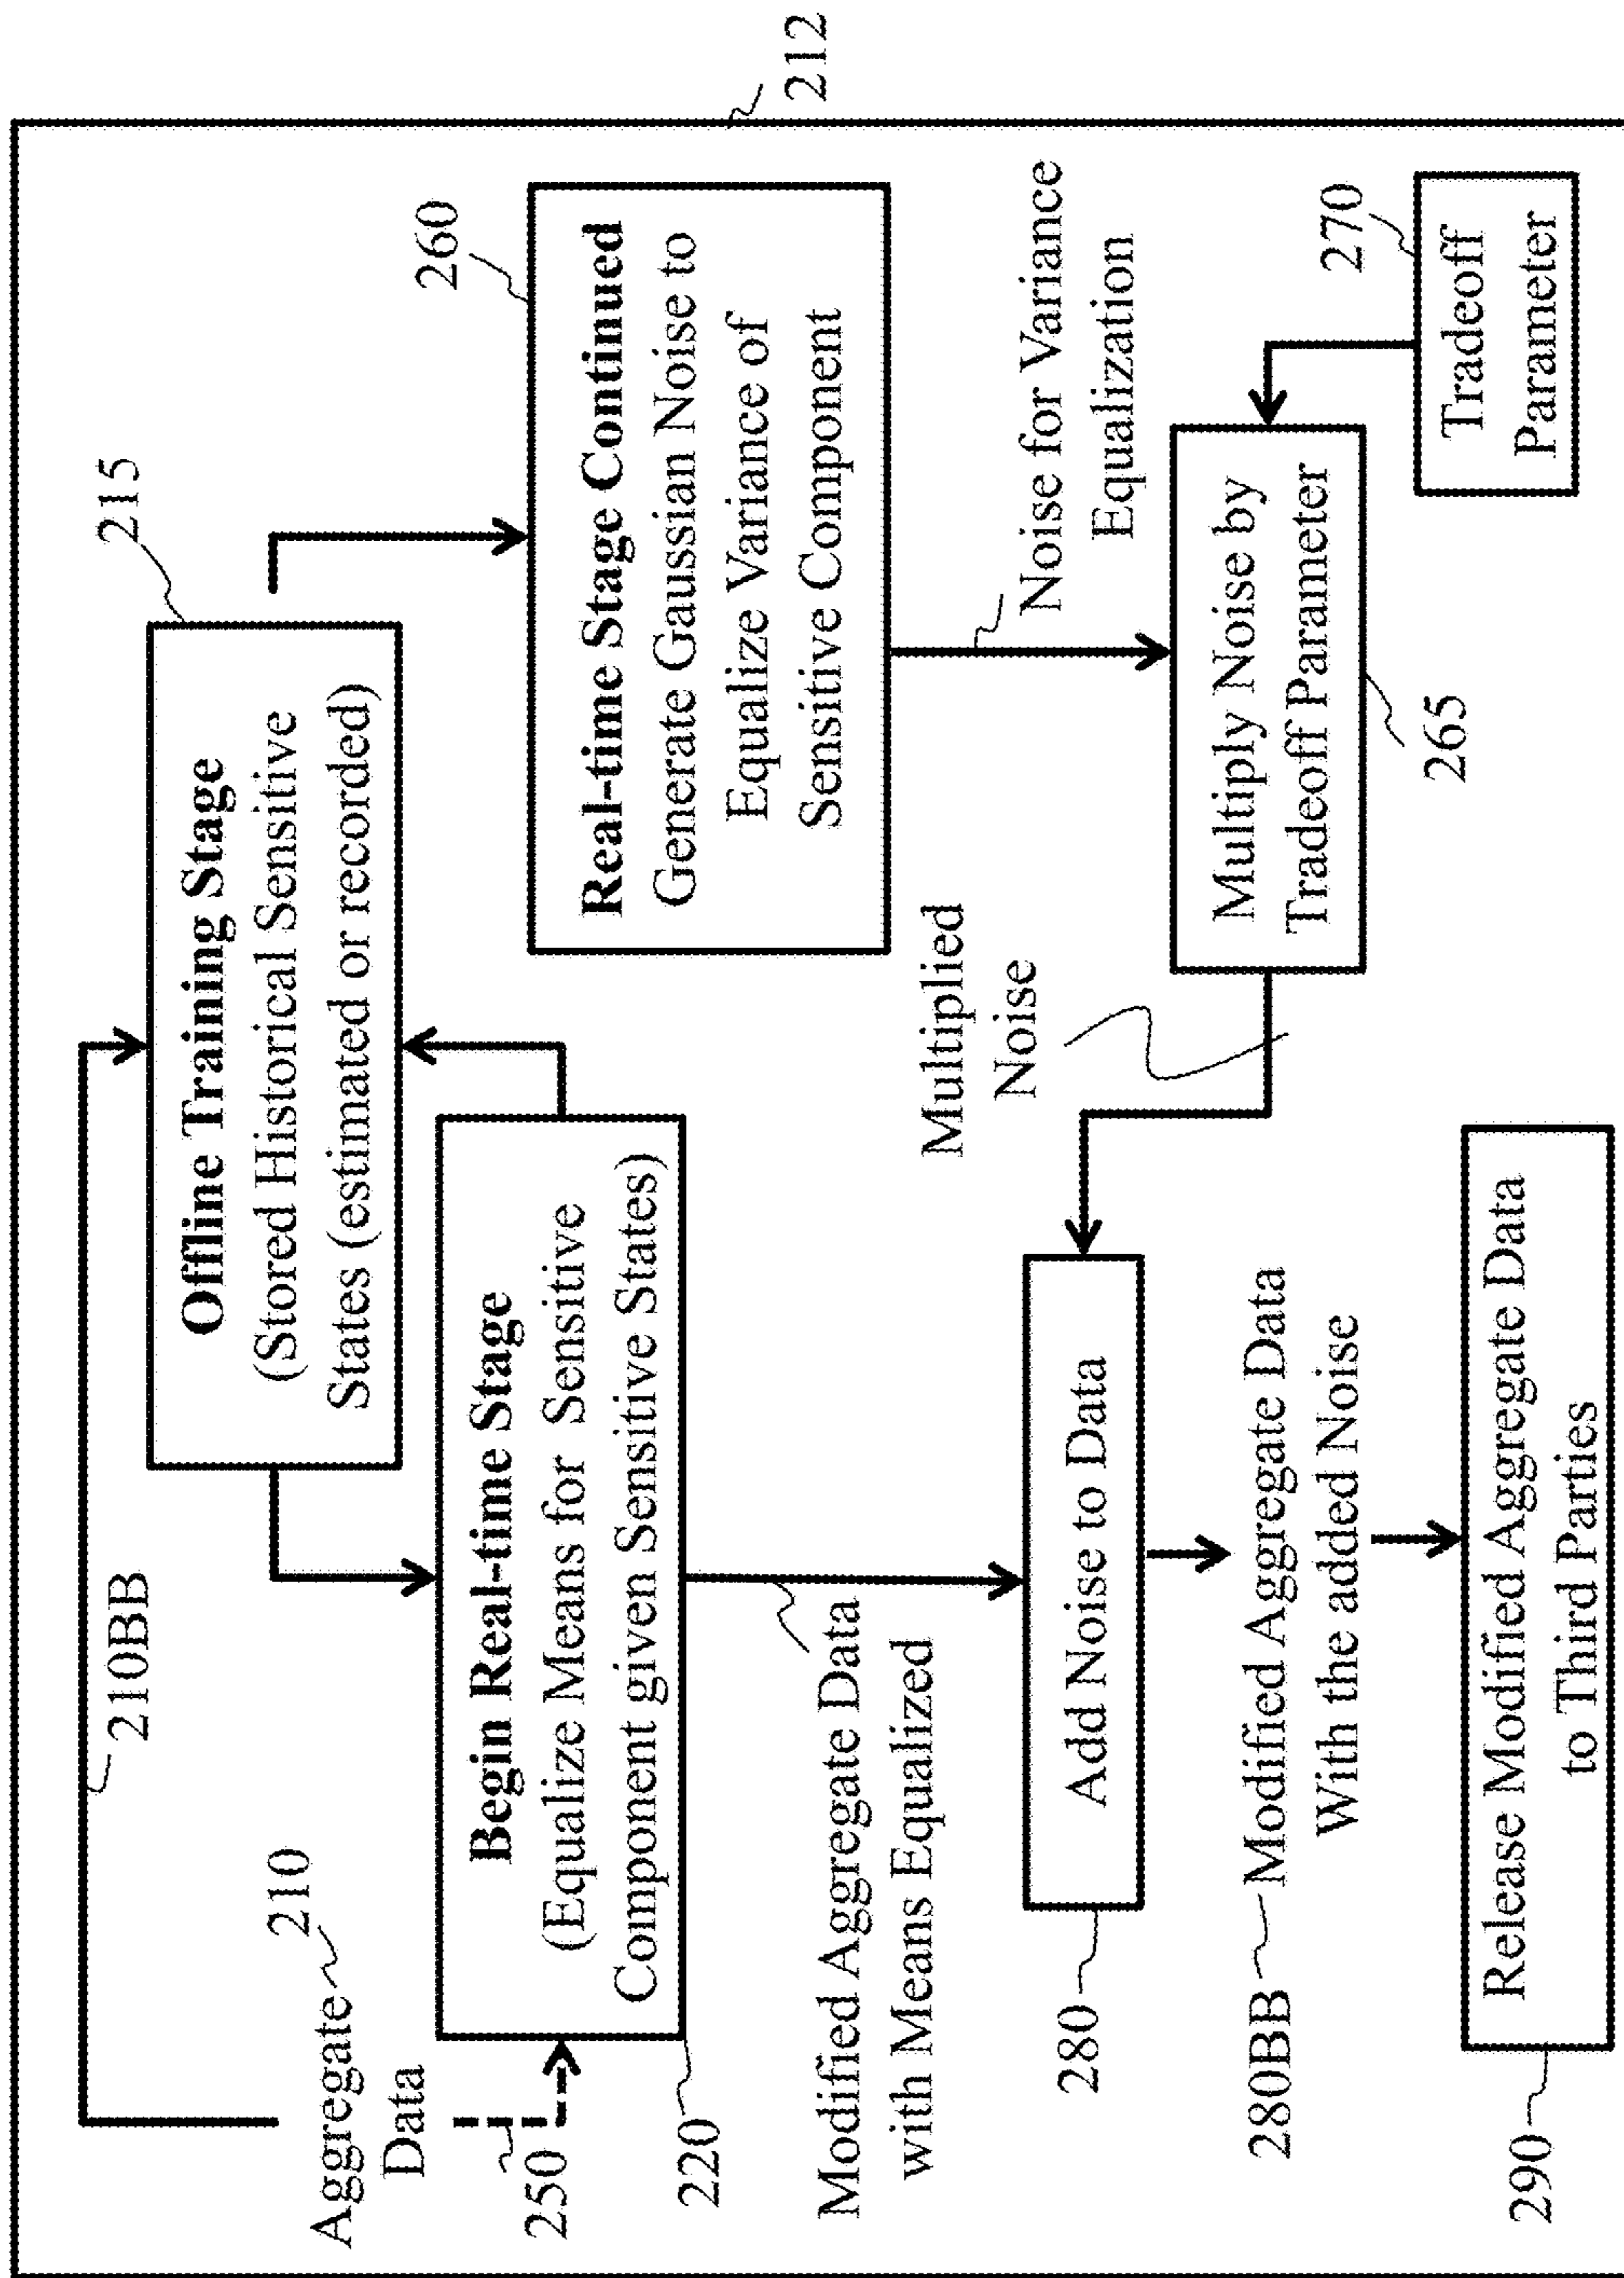 212
210BB
215
Offline Training Stage
(Stored Historical Sensitive
States (estimated or recorded)
Aggregate
Data
210
250
Begin Real-time Stage
(Equalize Means for Sensitive
Component given Sensitive States)
220
260
Real-time Stage Continued
Generate Gaussian Noise to
Equalize Variance of
Sensitive Component
Modified Aggregate Data
with Means Equalized
Multiplied
Noise
Noise for Variance
Equalization
280
Add Noise to Data
Multiply Noise by
Tradeoff Parameter
265
270
Tradeoff
Parameter
280BB
Modified Aggregate Data
With the added Noise
290
Release Modified Aggregate Data
to Third Parties